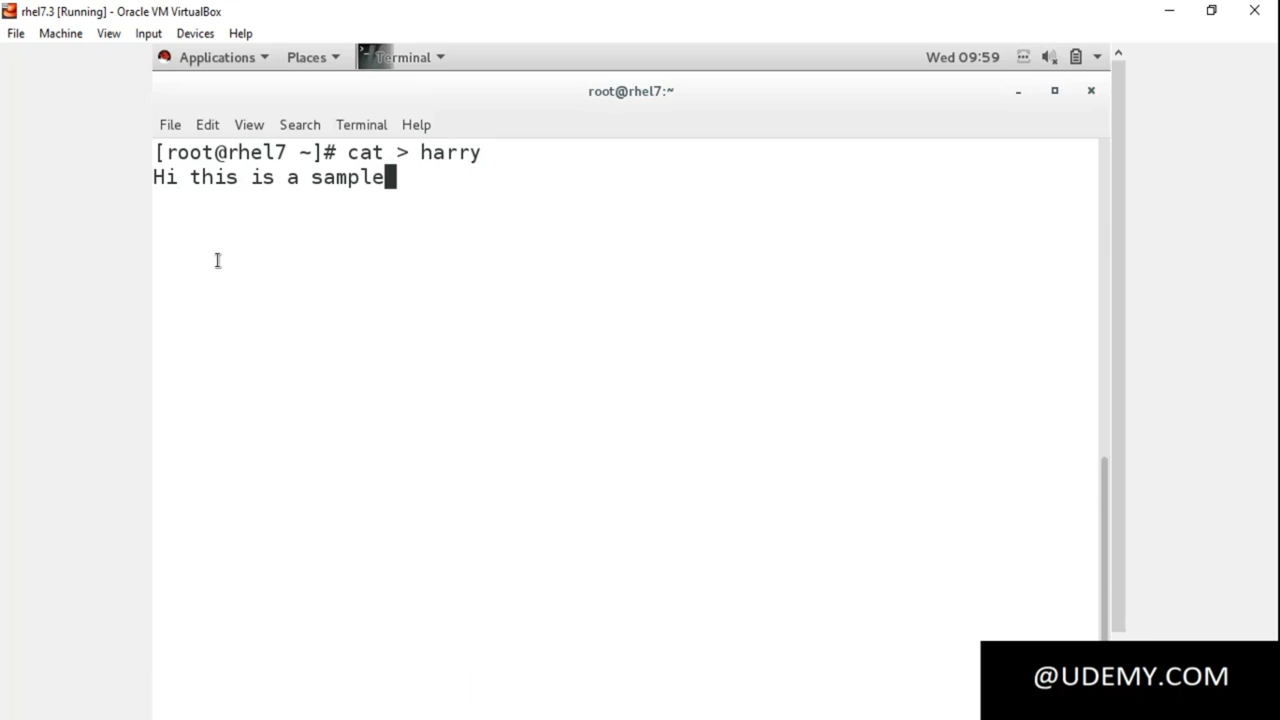 rhel7.3 [Running] - Oracle VM VirtualBox
File Machine View Input Devices Help
Applications Places Terminal Wed 09:59
root@rhel7:~
File Edit View Search Terminal Help
[root@rhel7 ~]# cat > harry
Hi this is a sample
@UDEMY.COM